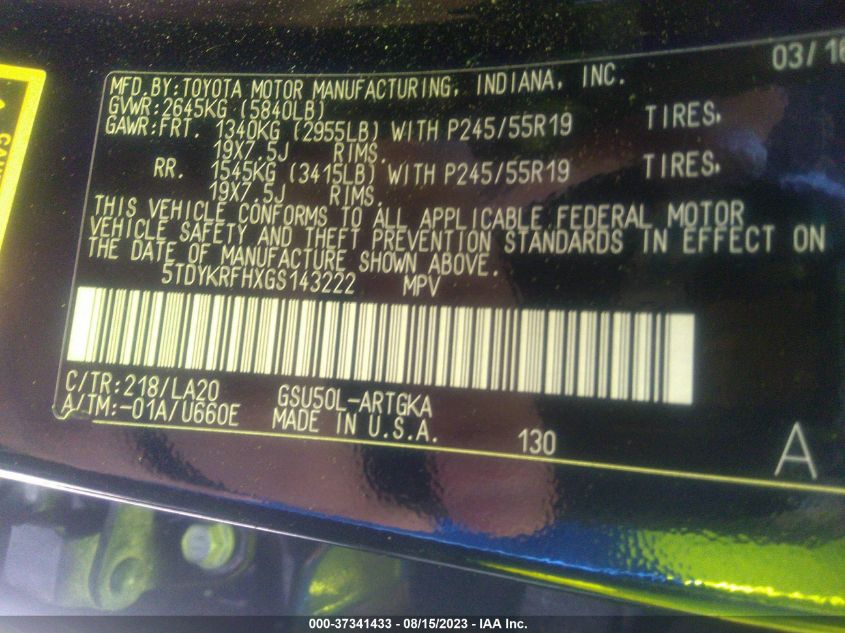 03/16
MFD.BY:TOYOTA MOTOR MANUFACTURING, INDIANA, INC.
GVWR:2645KG (5840LB)
GAWR:FRT. 1340KG (2955LB) WITH P245/55R19 TIRES,
19X7.5J RIMS.
RR. 1545KG (3415LB) WITH P245/55R19 TIRES,
19X7.5J RIMS.
THIS VEHICLE CONFORMS TO ALL APPLICABLE FEDERAL MOTOR
VEHICLE SAFETY AND THEFT PREVENTION STANDARDS IN EFFECT ON
THE DATE OF MANUFACTURE SHOWN ABOVE.
5TDYKRFHXGS143222 MPV
C/TR:218/LA20 GSU50L-ARTGKA
A/TM:-01A/U660E MADE IN U.S.A. 130
A
000-37341433 - 08/15/2023 - IAA Inc.